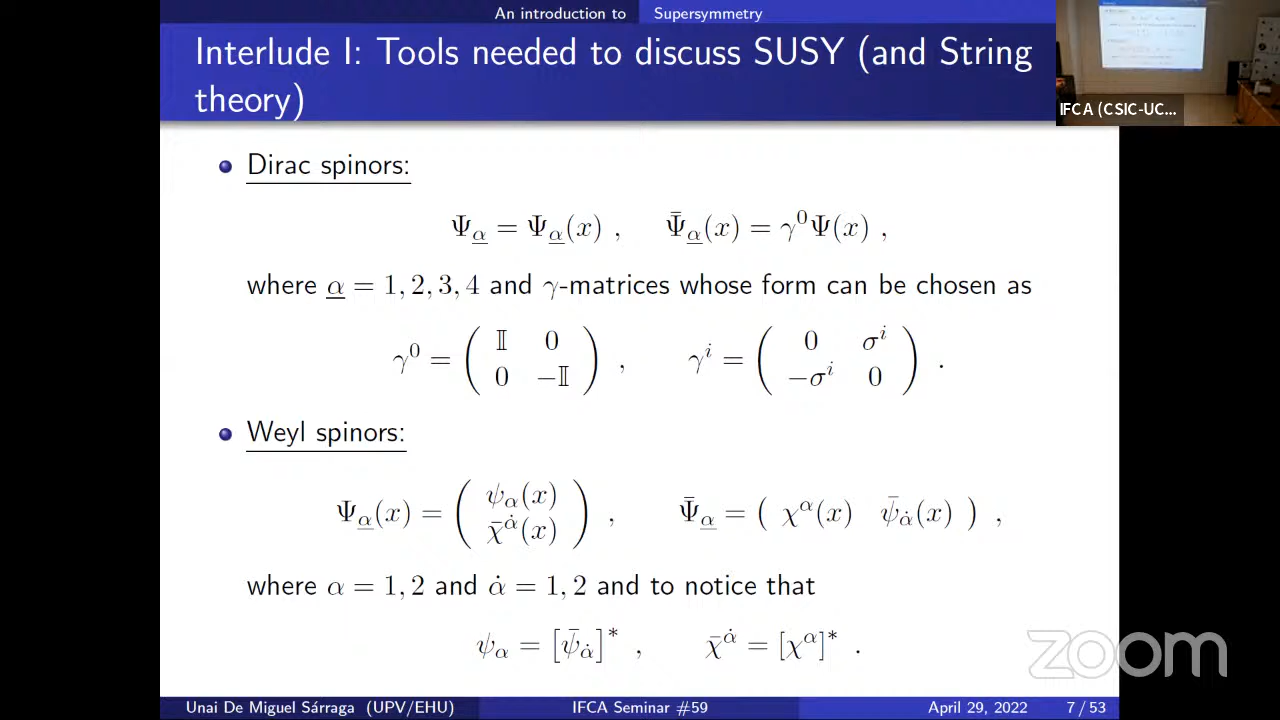 An introduction to Supersymmetry
Interlude I: Tools needed to discuss SUSY (and String
theory)
IFCA (CSIC-UC...
Dirac spinors:
Ψ_α̲ = Ψ_α̲(x) , Ψ̄_α̲(x) = γ⁰Ψ(x) ,
where α̲ = 1, 2, 3, 4 and γ-matrices whose form can be chosen as
γ⁰ = ( 𝕀 0 ; 0 −𝕀 ) , γⁱ = ( 0 σⁱ ; −σⁱ 0 ) .
Weyl spinors:
Ψ_α̲(x) = ( ψ_α(x) ; χ̄^α̇(x) ) , Ψ̄_α̲ = ( χ^α(x) ψ̄_α̇(x) ) ,
where α = 1, 2 and α̇ = 1, 2 and to notice that
ψ_α = [ψ̄_α̇]* , χ̄^α̇ = [χ^α]* .
zoom
Unai De Miguel Sárraga (UPV/EHU) IFCA Seminar #59 April 29, 2022 7 / 53